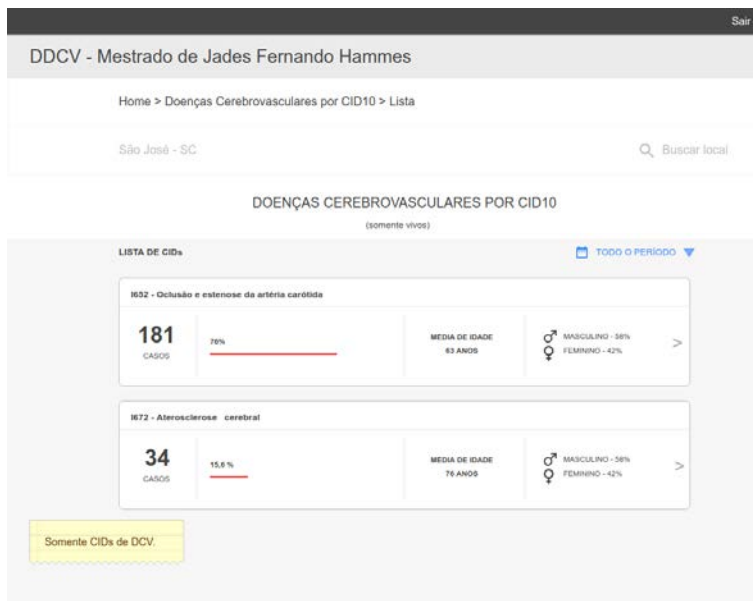 Sair
DDCV - Mestrado de Jades Fernando Hammes
Home > Doenças Cerebrovasculares por CID10 > Lista
São José - SC
Buscar local
DOENÇAS CEREBROVASCULARES POR CID10
(somente vivos)
LISTA DE CIDs
TODO O PERÍODO
I652 - Oclusão e estenose da artéria carótida
181
CASOS
76%
MEDIA DE IDADE
63 ANOS
MASCULINO - 56%
FEMININO - 42%
>
I672 - Aterosclerose cerebral
34
CASOS
15,8 %
MEDIA DE IDADE
76 ANOS
MASCULINO - 56%
FEMININO - 42%
>
Somente CIDs de DCV.